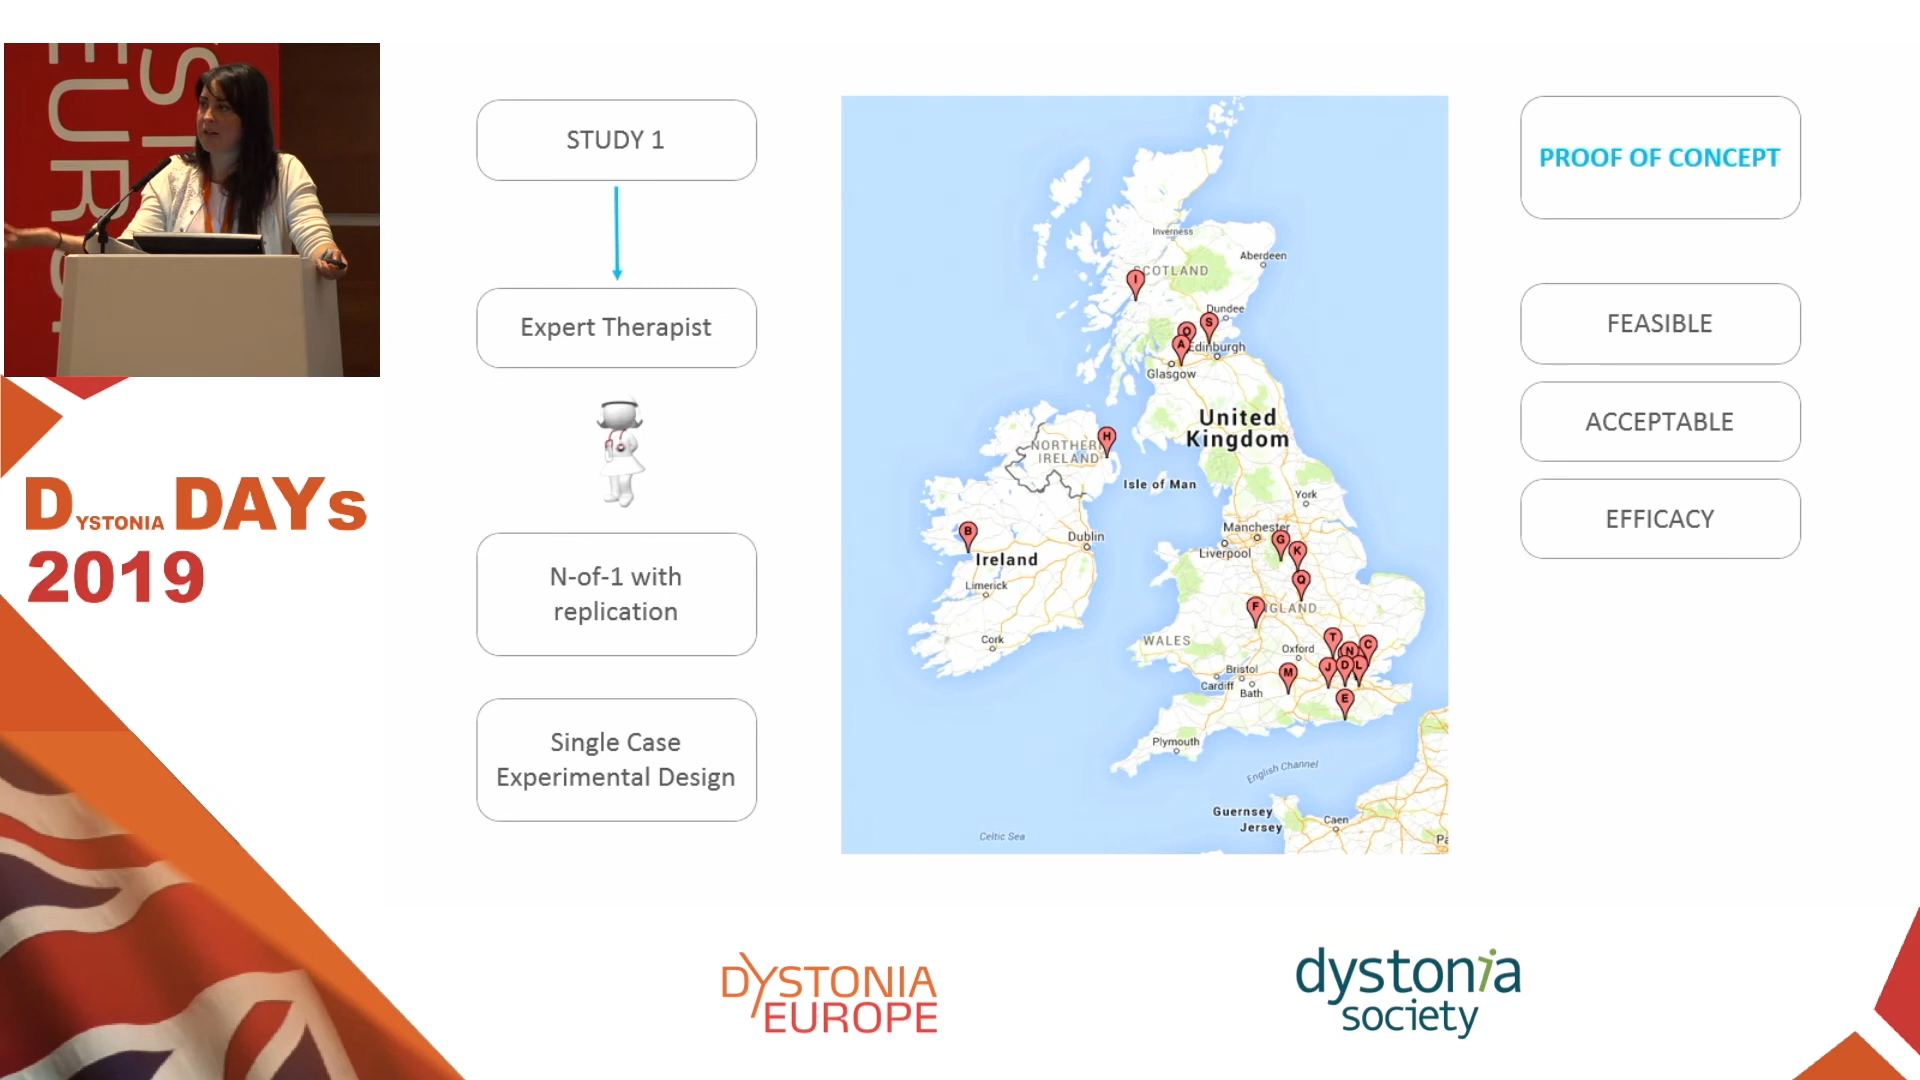 SI
EUR
DYSTONIA DAYs
2019
STUDY 1
Expert Therapist
N-of-1 with
replication
Single Case
Experimental Design
Inverness
Aberdeen
SCOTLAND
I
Dundee
S
O
A
Edinburgh
Glasgow
United
Kingdom
H
NORTHERN
IRELAND
Isle of Man
York
B
Dublin
Manchester
G
K
Liverpool
Ireland
Limerick
Q
F
ENGLAND
Cork
WALES
T
Oxford
N
C
J
D
L
M
Bristol
Cardiff
Bath
E
Plymouth
English Channel
Guernsey
Jersey
Caen
Celtic Sea
Pa
PROOF OF CONCEPT
FEASIBLE
ACCEPTABLE
EFFICACY
DYSTONIA
EUROPE
dystonia
society